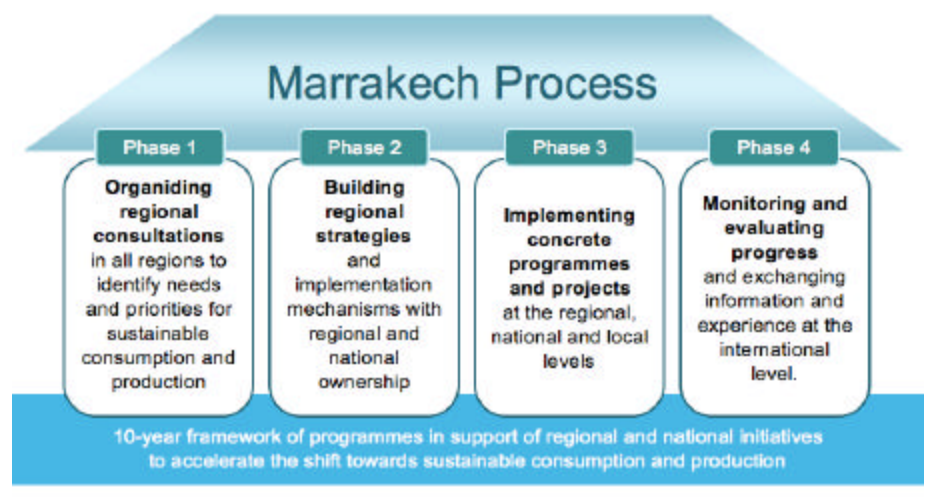 Marrakech Process
Phase 1
Organiding
regional
consultations
in all regions to
identify needs
and priorities for
sustainable
consumption and
production
Phase 2
Building
regional
strategies
and
implementation
mechanisms with
regional and
national
ownership
Phase 3
Implementing
concrete
programmes
and projects
at the regional,
national and local
levels
Phase 4
Monitoring and
evaluating
progress
and exchanging
information and
experience at the
international
level.
10-year framework of programmes in support of regional and national initiatives
to accelerate the shift towards sustainable consumption and production